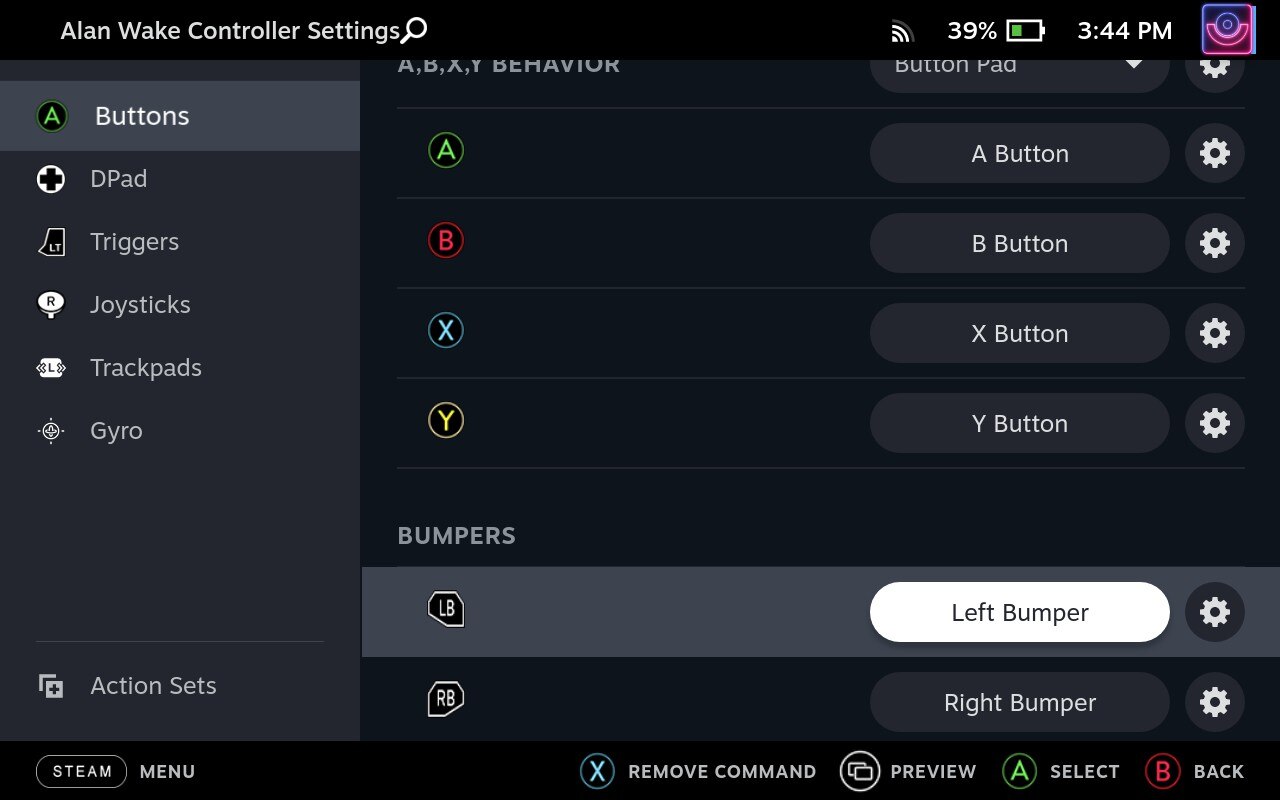 Alan Wake Controller Settings 39% 3:44 PM
A,B,X,Y BEHAVIOR Button Pad
A Buttons
DPad
LT Triggers
R Joysticks
L Trackpads
Gyro
Action Sets
A A Button
B B Button
X X Button
Y Y Button
BUMPERS
LB Left Bumper
RB Right Bumper
STEAM MENU X REMOVE COMMAND PREVIEW A SELECT B BACK